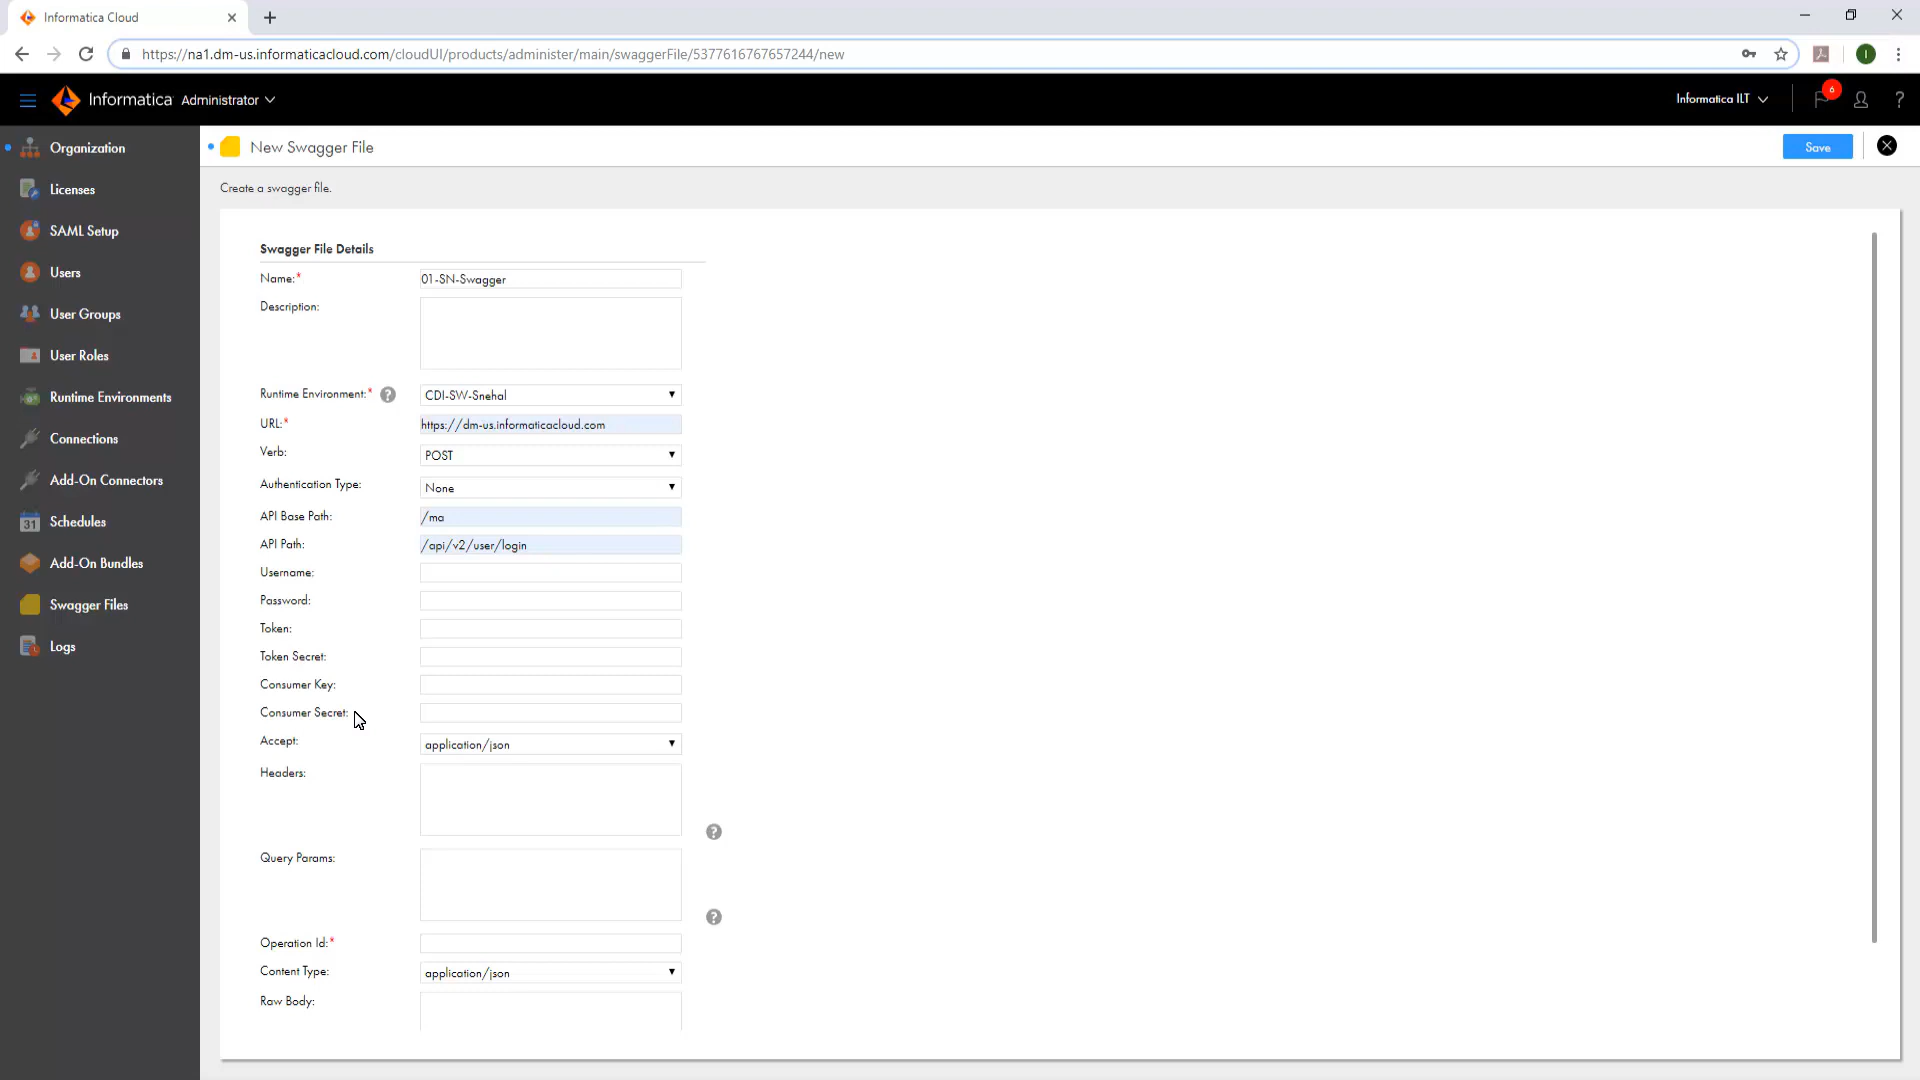 Informatica Cloud
https://na1.dm-us.informaticacloud.com/cloudUI/products/administer/main/swaggerFile/5377616767657244/new
I
Informatica Administrator
Informatica ILT
6
?
Organization
Licenses
SAML Setup
Users
User Groups
User Roles
Runtime Environments
Connections
Add-On Connectors
31 Schedules
Add-On Bundles
Swagger Files
Logs
New Swagger File
Save
Create a swagger file.
Swagger File Details
Name:* 01-SN-Swagger
Description:
Runtime Environment:* ? CDI-SW-Snehal
URL:* https://dm-us.informaticacloud.com
Verb: POST
Authentication Type: None
API Base Path: /ma
API Path: /api/v2/user/login
Username:
Password:
Token:
Token Secret:
Consumer Key:
Consumer Secret:
Accept: application/json
Headers:
?
Query Params:
?
Operation Id:*
Content Type: application/json
Raw Body: